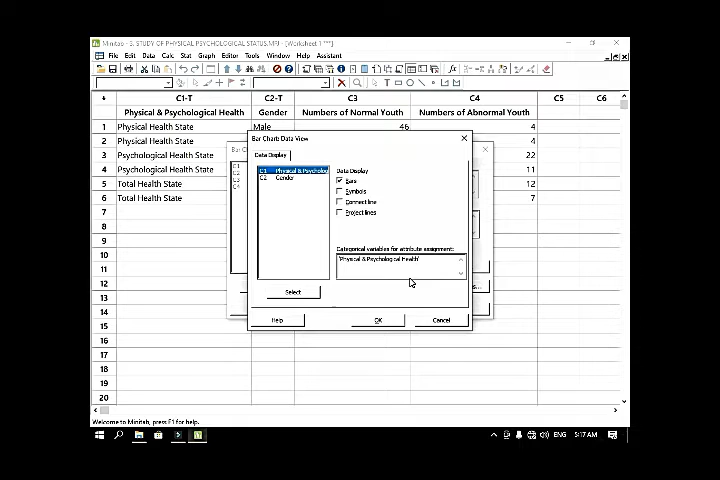 Minitab - 3. STUDY OF PHYSICAL PSYCHOLOGICAL STATUS.MPJ - [Worksheet 1 ***]
File Edit Data Calc Stat Graph Editor Tools Window Help Assistant
C1-T C2-T C3 C4 C5 C6
Physical & Psychological Health Gender Numbers of Normal Youth Numbers of Abnormal Youth
1 Physical Health State Male 46 4
2 Physical Health State 4
3 Psychological Health State 22
4 Psychological Health State 11
5 Total Health State 12
6 Total Health State 7
7
8
9
10
11
12
13
14
15
16
17
18
19
20
Bar Ch
C1
C2
C3
C4
Bar Chart: Data View
Data Display
C1 Physical & Psycholog
C2 Gender
Data Display
Bars
Symbols
Connect line
Project lines
Categorical variables for attribute assignment:
'Physical & Psychological Health'
Select
Help OK Cancel
Welcome to Minitab, press F1 for help.
ENG 5:17 AM